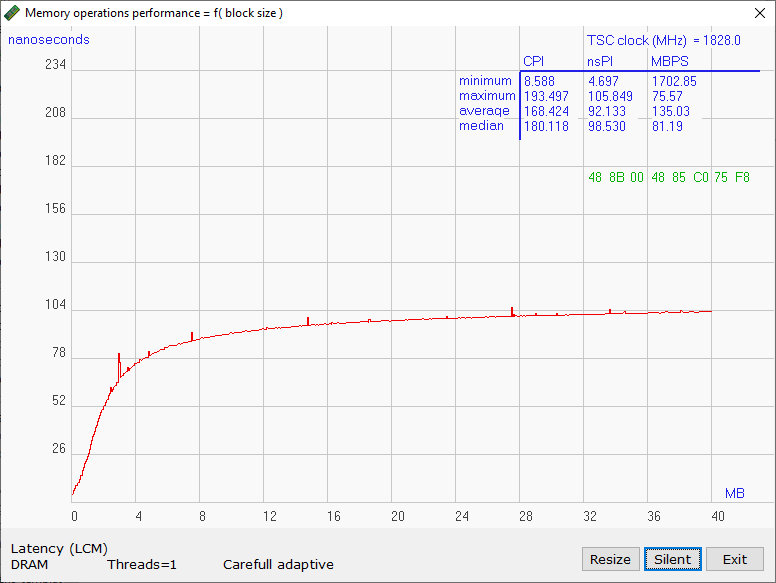 Memory operations performance = f( block size )
nanoseconds
TSC clock (MHz) = 1828.0
CPI nsPI MBPS
minimum 8.588 4.697 1702.85
maximum 193.497 105.849 75.57
average 168.424 92.133 135.03
median 180.118 98.530 81.19
48 8B 00 48 85 C0 75 F8
234
208
182
156
130
104
78
52
26
MB
0 4 8 12 16 20 24 28 32 36 40
Latency (LCM)
DRAM Threads=1 Carefull adaptive
Resize Silent Exit